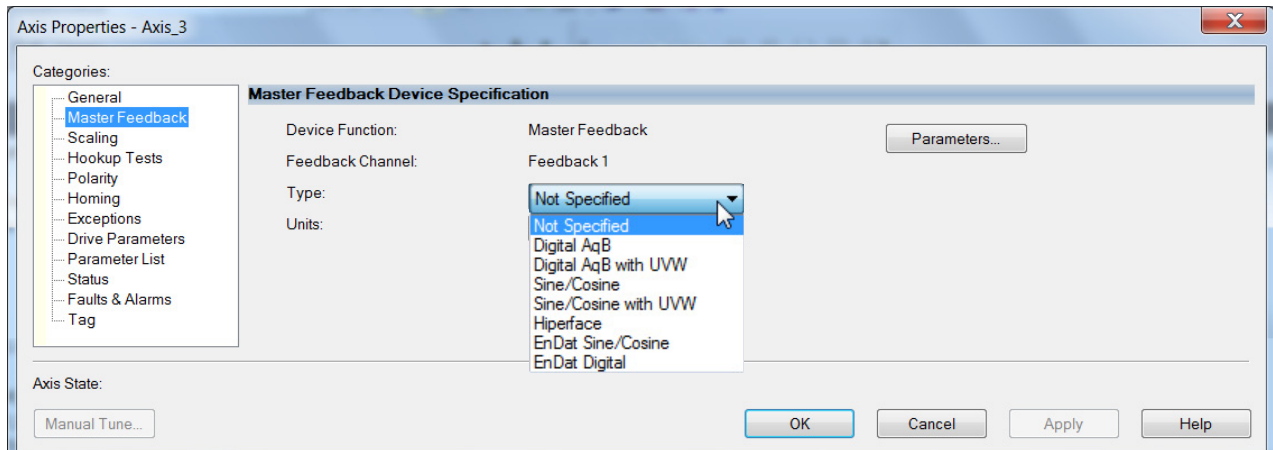 Axis Properties - Axis_3
Categories:
General
Master Feedback
Scaling
Hookup Tests
Polarity
Homing
Exceptions
Drive Parameters
Parameter List
Status
Faults & Alarms
Tag
Master Feedback Device Specification
Device Function: Master Feedback
Parameters...
Feedback Channel: Feedback 1
Type: Not Specified
Units:
Not Specified
Digital AqB
Digital AqB with UVW
Sine/Cosine
Sine/Cosine with UVW
Hiperface
EnDat Sine/Cosine
EnDat Digital
Axis State:
Manual Tune...
OK Cancel Apply Help